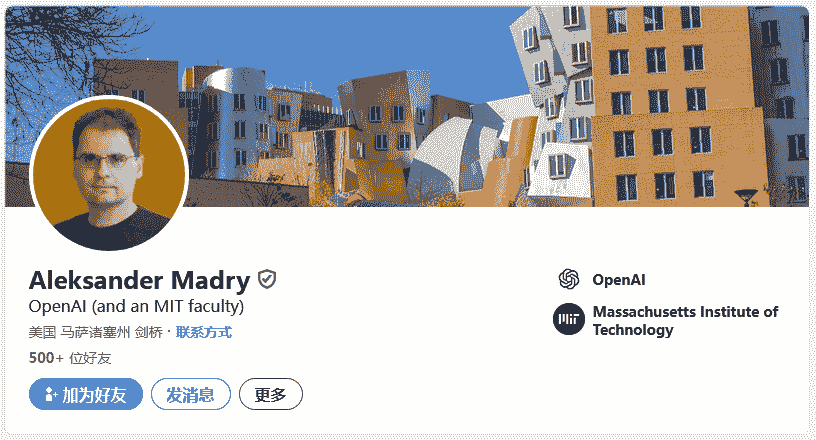 Aleksander Madry
OpenAI (and an MIT faculty)
美国 马萨诸塞州 剑桥 · 联系方式
500+ 位好友
加为好友
发消息
更多
OpenAI
MIT
Massachusetts Institute of
Technology